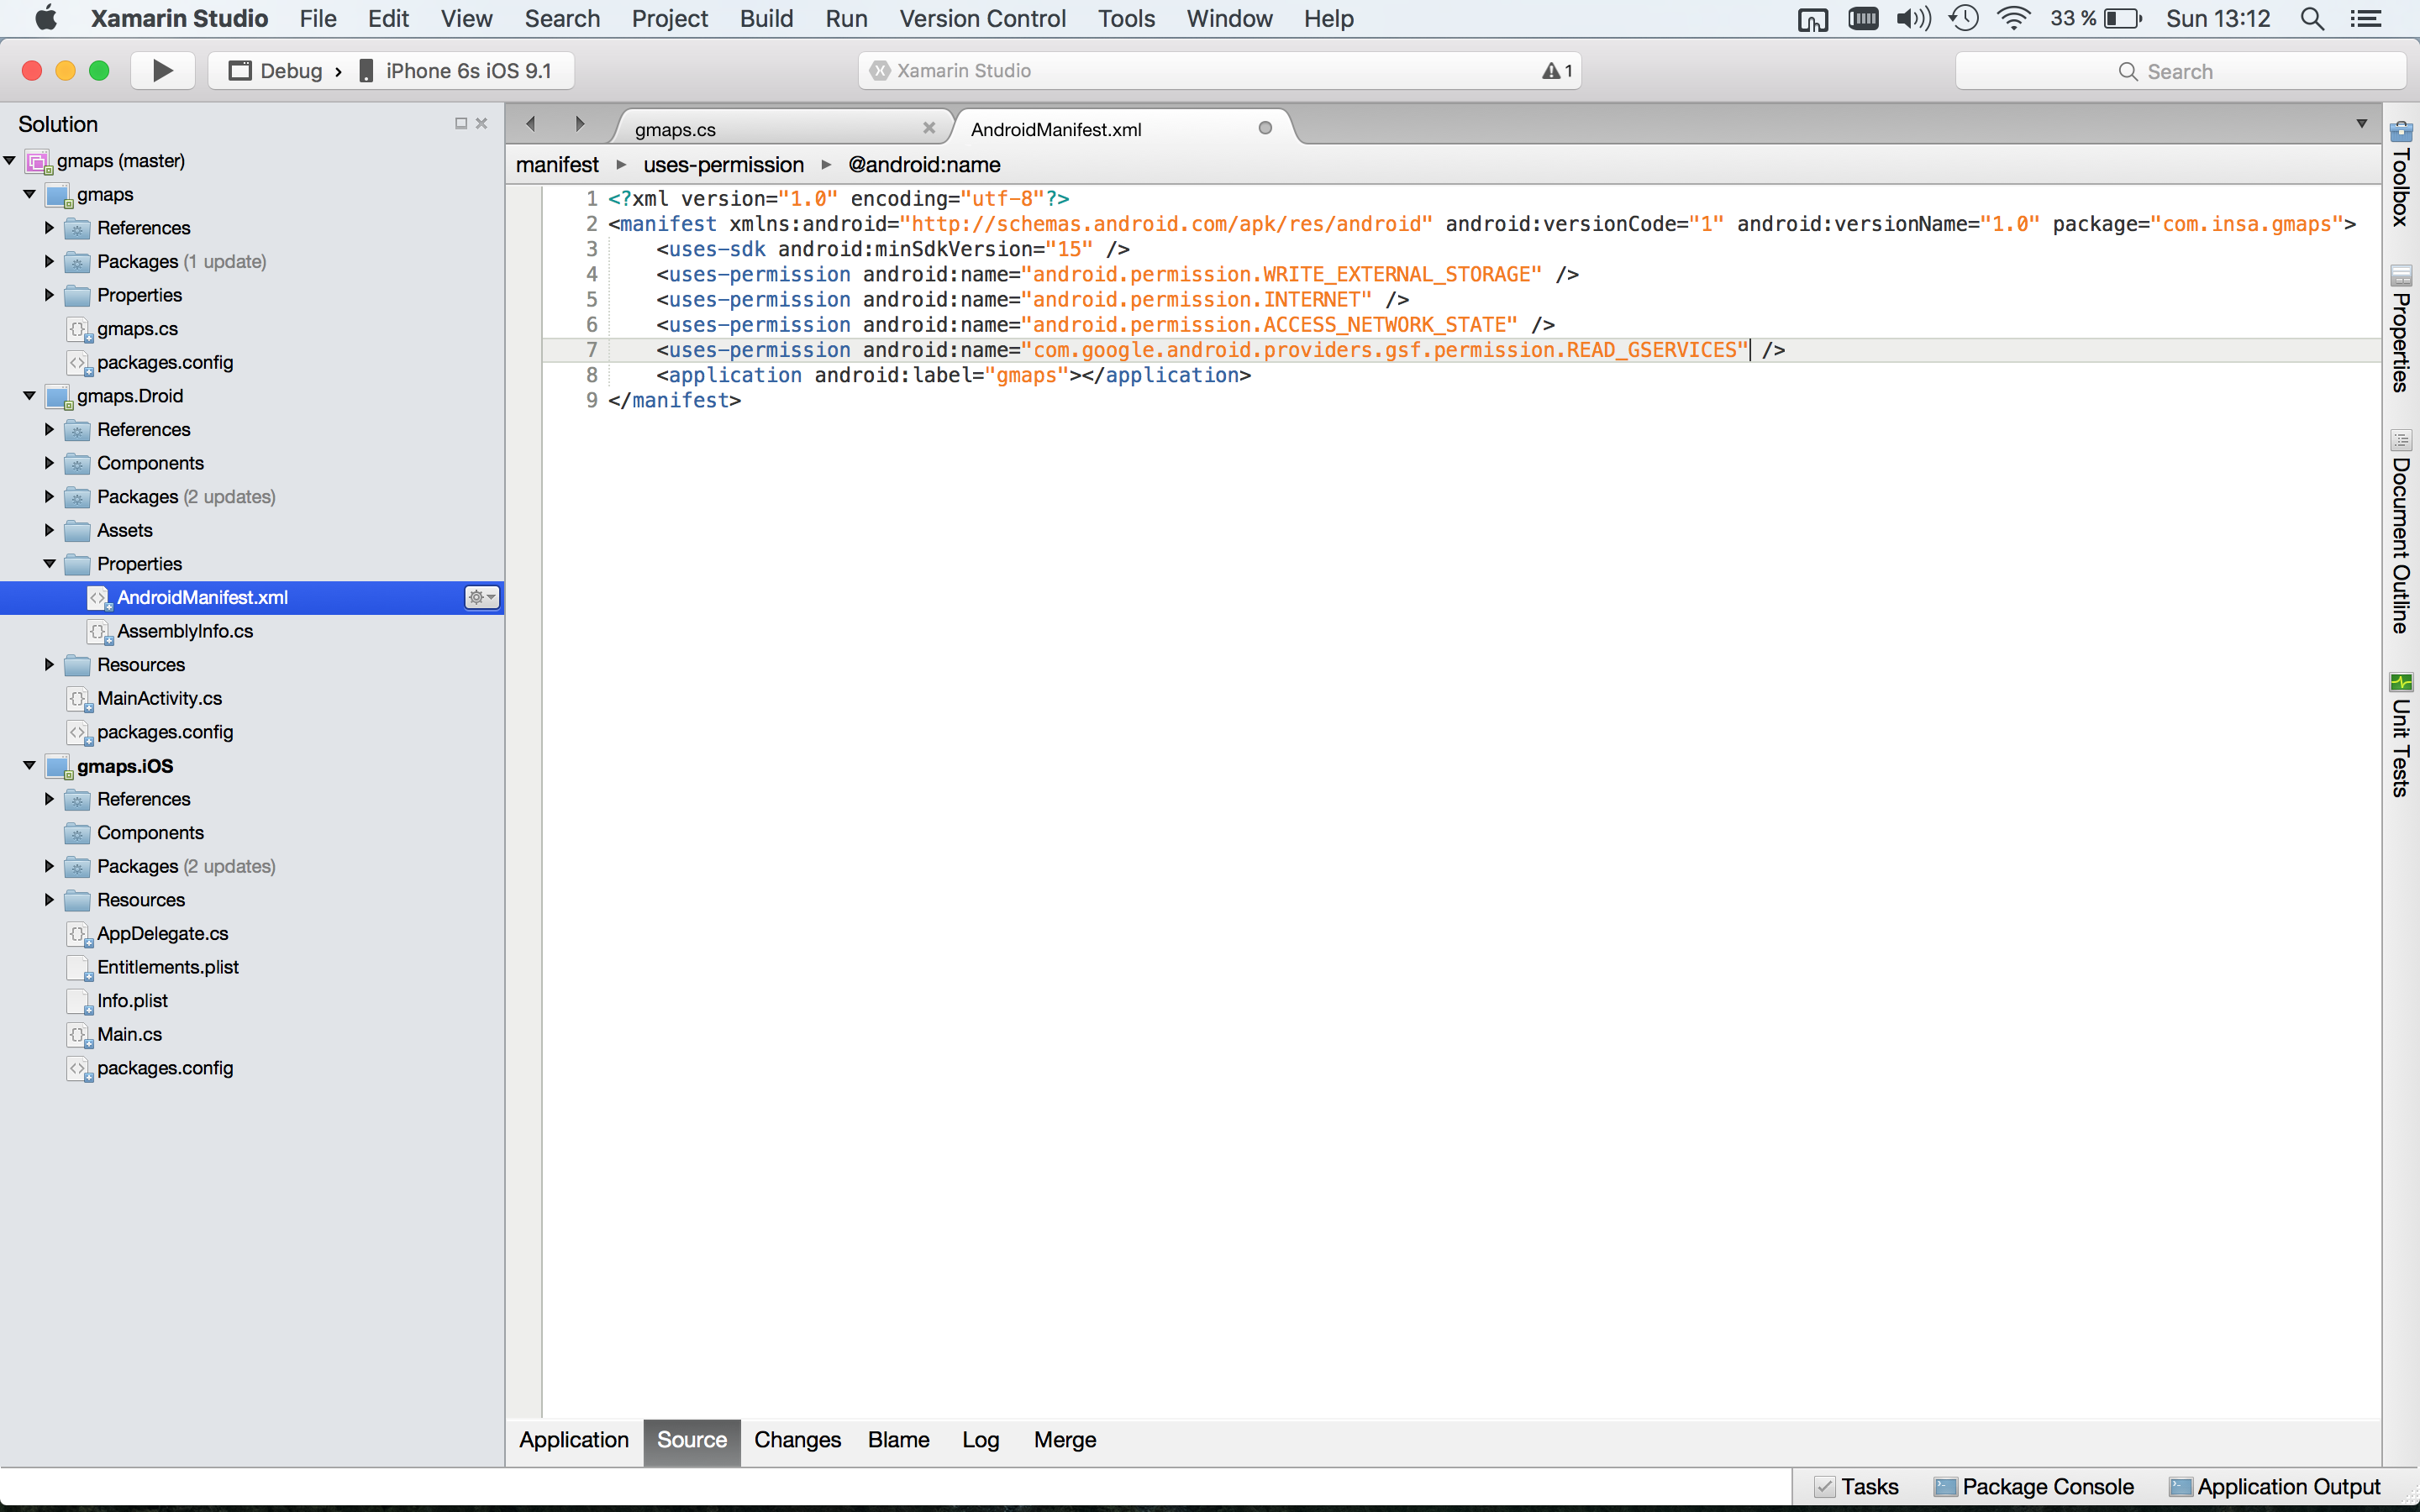 Xamarin Studio File Edit View Search Project Build Run Version Control Tools Window Help 33 % Sun 13:12
Debug › iPhone 6s iOS 9.1 Xamarin Studio 1 Search
Solution
gmaps (master)
gmaps
References
Packages (1 update)
Properties
gmaps.cs
packages.config
gmaps.Droid
References
Components
Packages (2 updates)
Assets
Properties
AndroidManifest.xml
AssemblyInfo.cs
Resources
MainActivity.cs
packages.config
gmaps.iOS
References
Components
Packages (2 updates)
Resources
AppDelegate.cs
Entitlements.plist
Info.plist
Main.cs
packages.config
gmaps.cs AndroidManifest.xml
manifest uses-permission @android:name
1 <?xml version="1.0" encoding="utf-8"?>
2 <manifest xmlns:android="http://schemas.android.com/apk/res/android" android:versionCode="1" android:versionName="1.0" package="com.insa.gmaps">
3 <uses-sdk android:minSdkVersion="15" />
4 <uses-permission android:name="android.permission.WRITE_EXTERNAL_STORAGE" />
5 <uses-permission android:name="android.permission.INTERNET" />
6 <uses-permission android:name="android.permission.ACCESS_NETWORK_STATE" />
7 <uses-permission android:name="com.google.android.providers.gsf.permission.READ_GSERVICES" />
8 <application android:label="gmaps"></application>
9 </manifest>
Toolbox
Properties
Document Outline
Unit Tests
Application Source Changes Blame Log Merge
Tasks Package Console Application Output